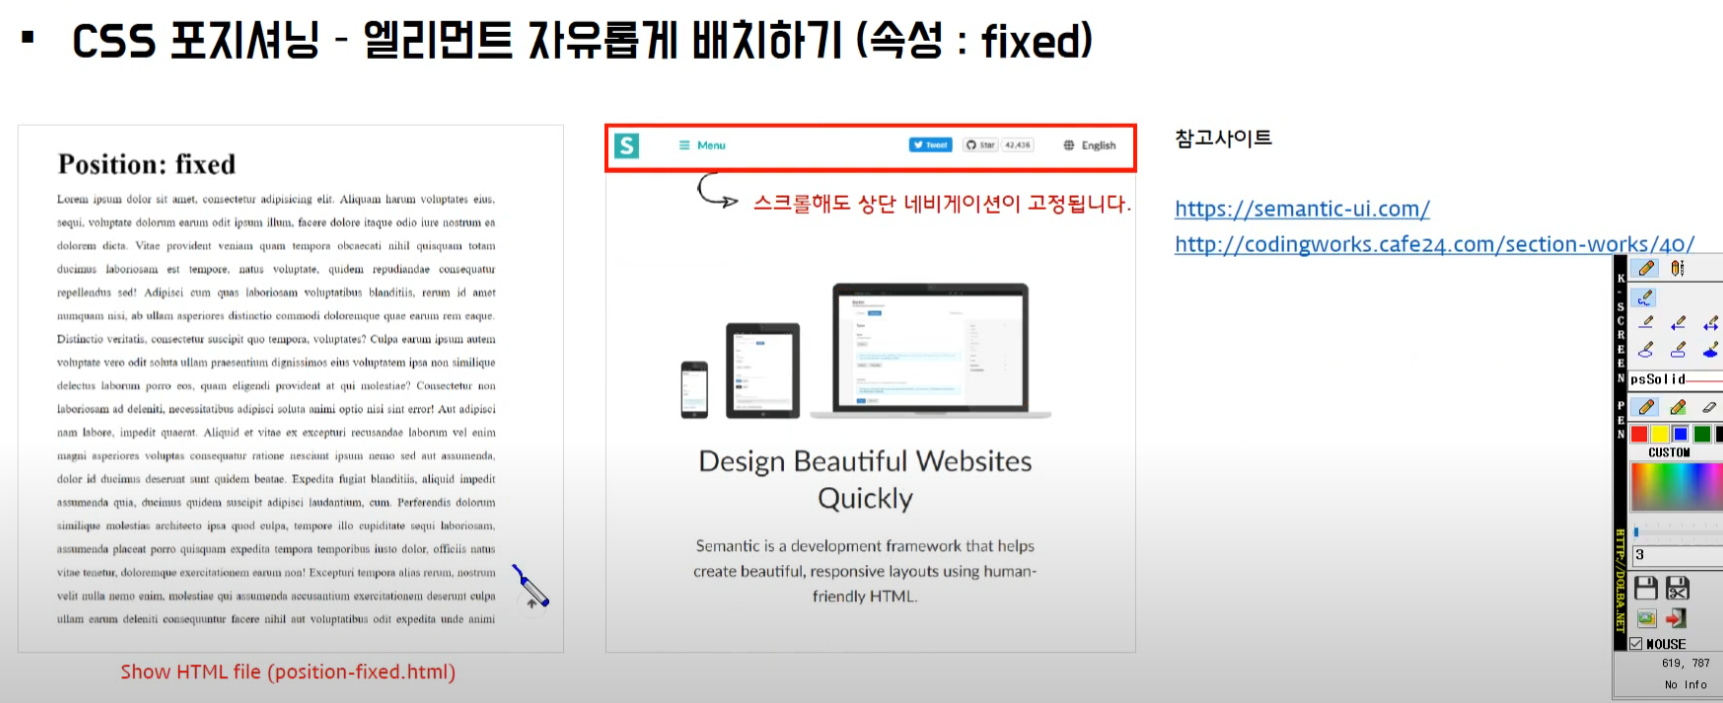 ▪ CSS 포지셔닝 - 엘리먼트 자유롭게 배치하기 (속성 : fixed)
Position: fixed
Lorem ipsum dolor sit amet, consectetur adipisicing elit. Aliquam harum voluptates eius,
sequi, voluptate dolorum earum odit ipsum illum, facere dolore itaque odio iure nostrum ea
dolorem dicta. Vitae provident veniam quam tempora obcaecati nihil quisquam totam
ducimus laboriosam est tempore, natus voluptate, quidem repudiandae consequatur
repellendus sed! Adipisci cum quas laboriosam voluptatibus blanditiis, rerum id amet
numquam nisi, ab ullam asperiores distinctio commodi doloremque quae earum rem eaque.
Distinctio veritatis, consectetur suscipit quo tempora, voluptates? Culpa earum ipsum autem
voluptate vero odit soluta ullam praesentium dignissimos eius voluptatem ipsa non similique
delectus laborum porro eos, quam eligendi provident at qui molestiae? Consectetur non
laboriosam ad deleniti, necessitatibus adipisci soluta animi optio nisi sint error! Aut adipisci
nam labore, impedit quaerat. Aliquid et vitae ex excepturi recusandae laborum vel enim
magni asperiores voluptas consequatur ratione nesciunt ipsum nemo sed aut assumenda,
dolor id ducimus deserunt sunt quidem beatae. Expedita fugiat blanditiis, aliquid impedit
assumenda quia, ducimus quidem suscipit adipisci laudantium, cum. Perferendis dolorum
similique molestias architecto ipsa quod culpa, tempore illo cupiditate sequi laboriosam,
assumenda placeat porro quisquam expedita tempora temporibus iusto dolor, officiis natus
vitae tenetur, doloremque exercitationem earum non! Excepturi tempora alias rerum, nostrum
velit nulla nemo enim, molestiae qui assumenda accusantium exercitationem deserunt culpa
ullam earum deleniti consequuntur facere nihil aut voluptatibus odit expedita unde animi
Show HTML file (position-fixed.html)
S Menu Tweet Star 42,436 English
스크롤해도 상단 네비게이션이 고정됩니다.
Design Beautiful Websites
Quickly
Semantic is a development framework that helps
create beautiful, responsive layouts using human-
friendly HTML.
참고사이트
https://semantic-ui.com/
http://codingworks.cafe24.com/section-works/40/
K-SCREEN PEN
HTTP://DOLBA.NET
psSolid
CUSTOM
3
MOUSE
619, 787
No Info